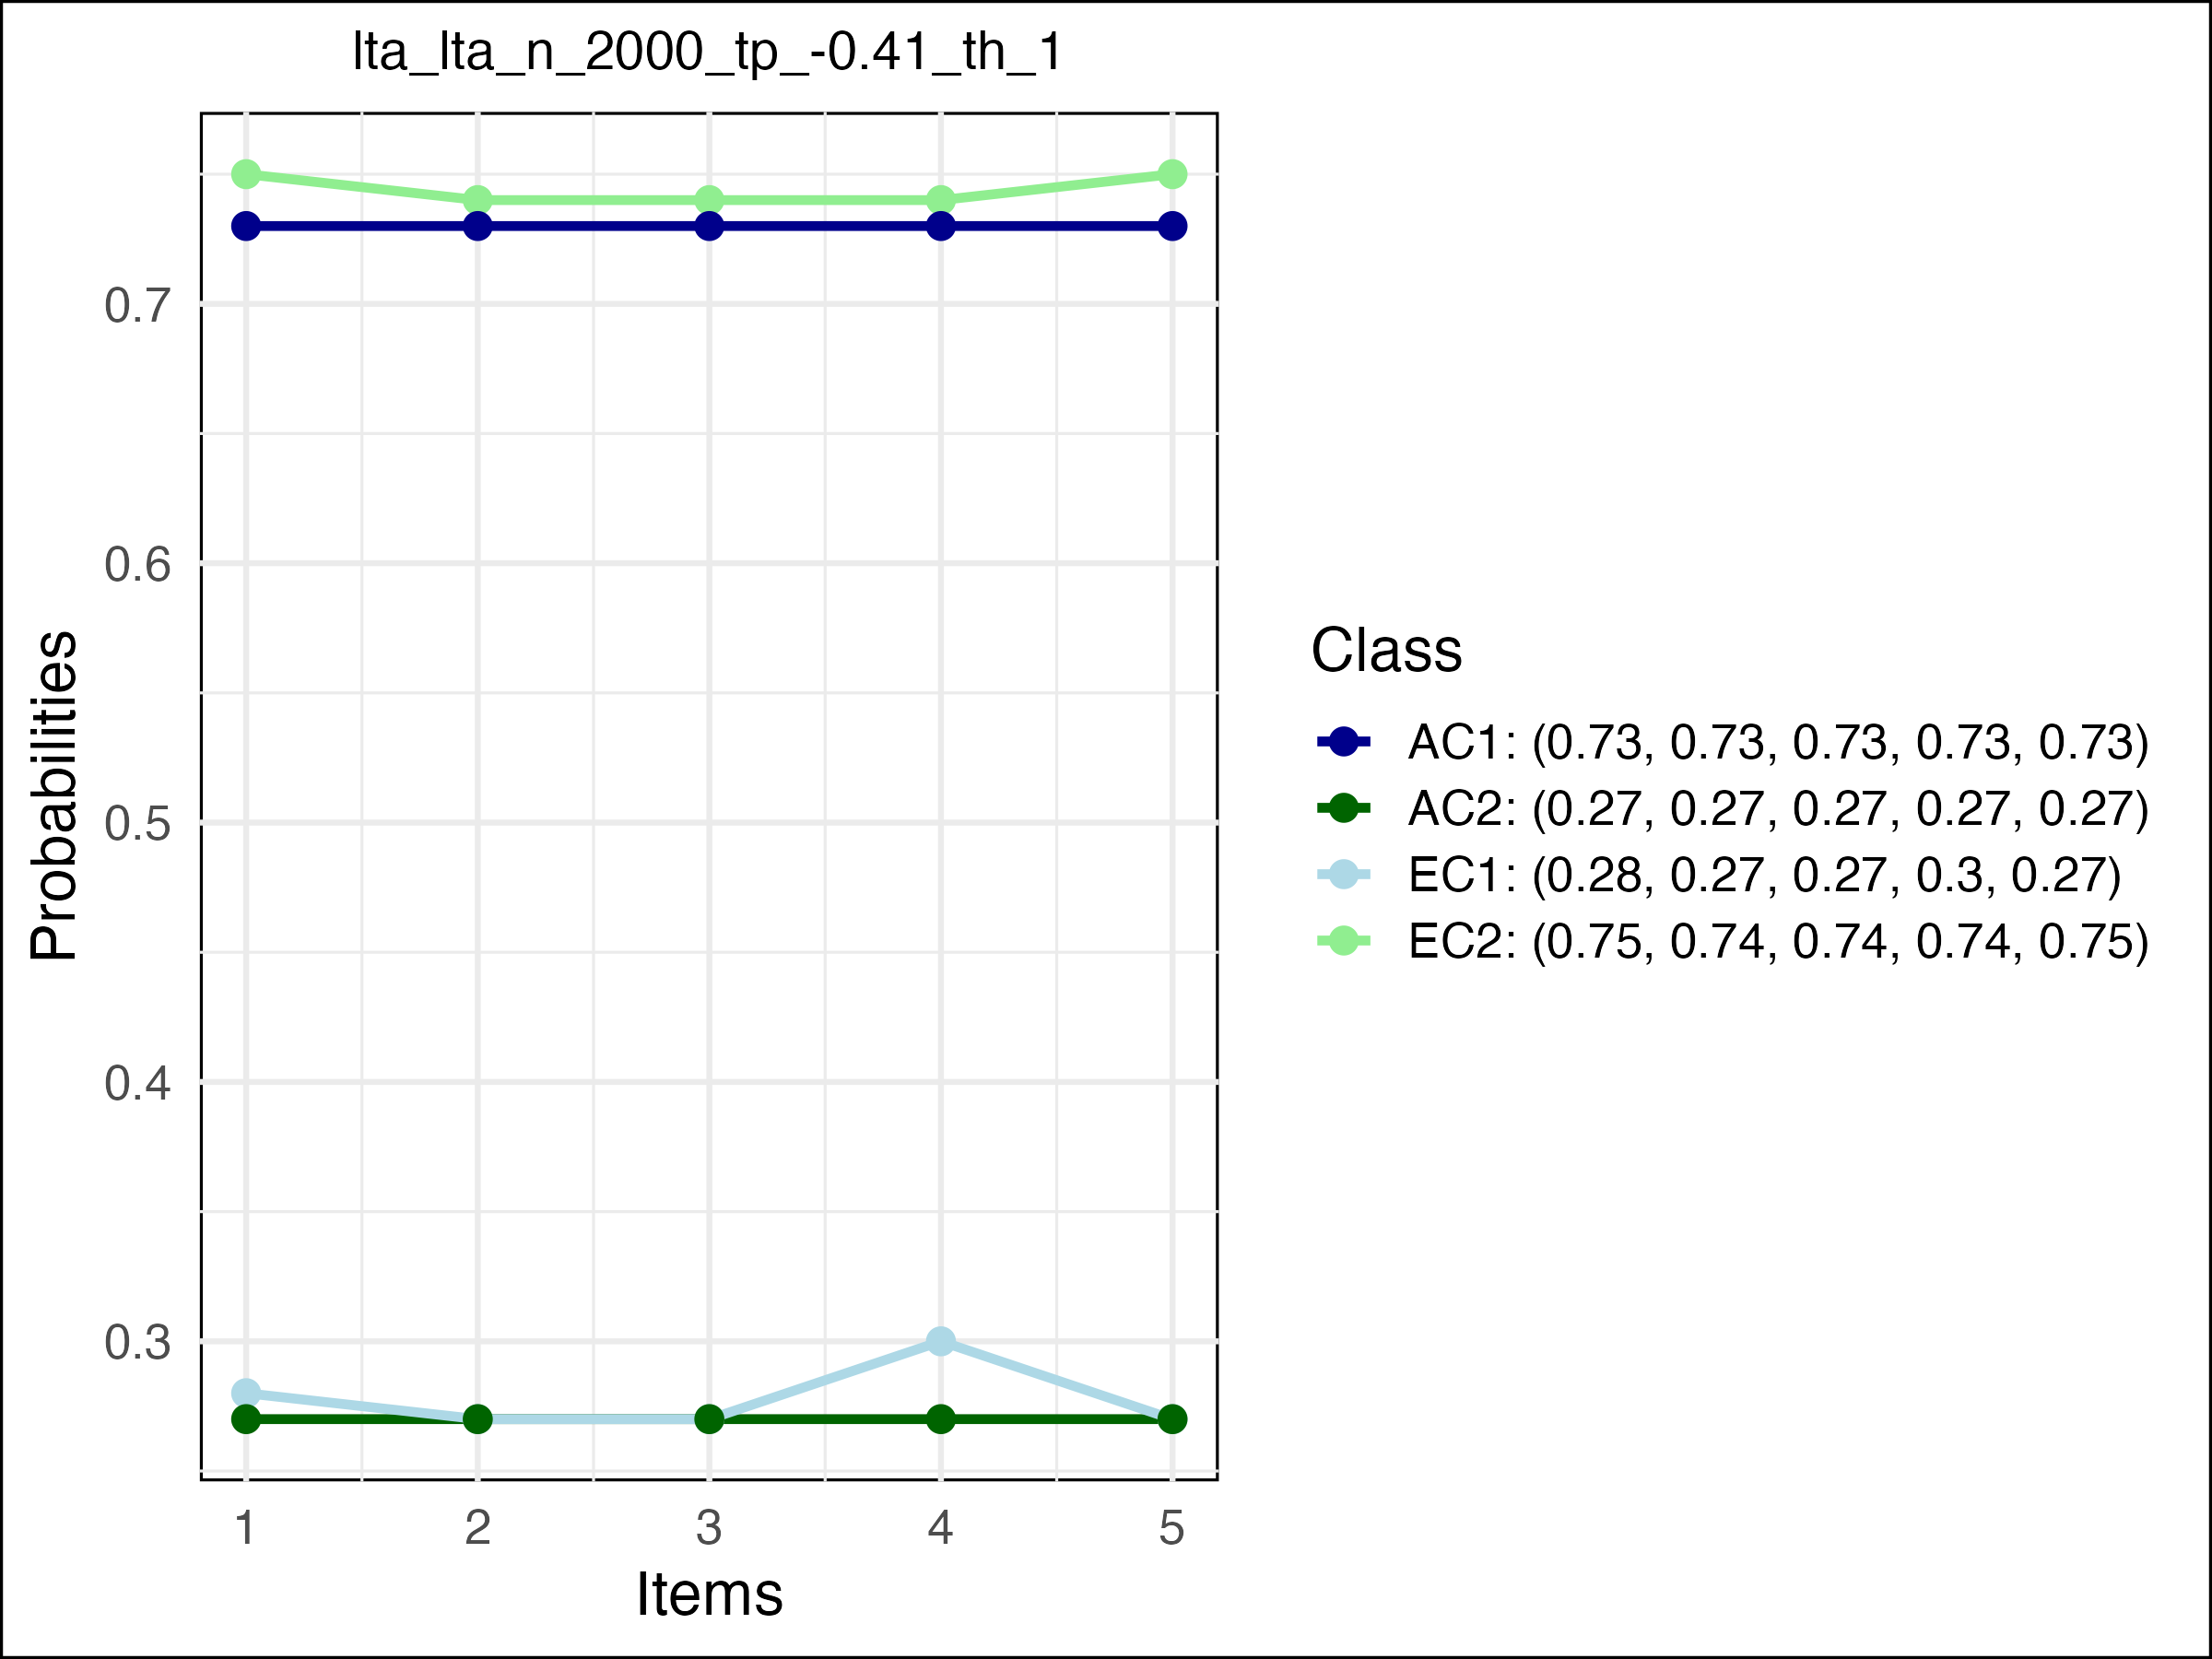 lta_lta_n_2000_tp_-0.41_th_1
Probabilities
0.7
0.6
0.5
0.4
0.3
1 2 3 4 5
Items
Class
AC1: (0.73, 0.73, 0.73, 0.73, 0.73)
AC2: (0.27, 0.27, 0.27, 0.27, 0.27)
EC1: (0.28, 0.27, 0.27, 0.3, 0.27)
EC2: (0.75, 0.74, 0.74, 0.74, 0.75)